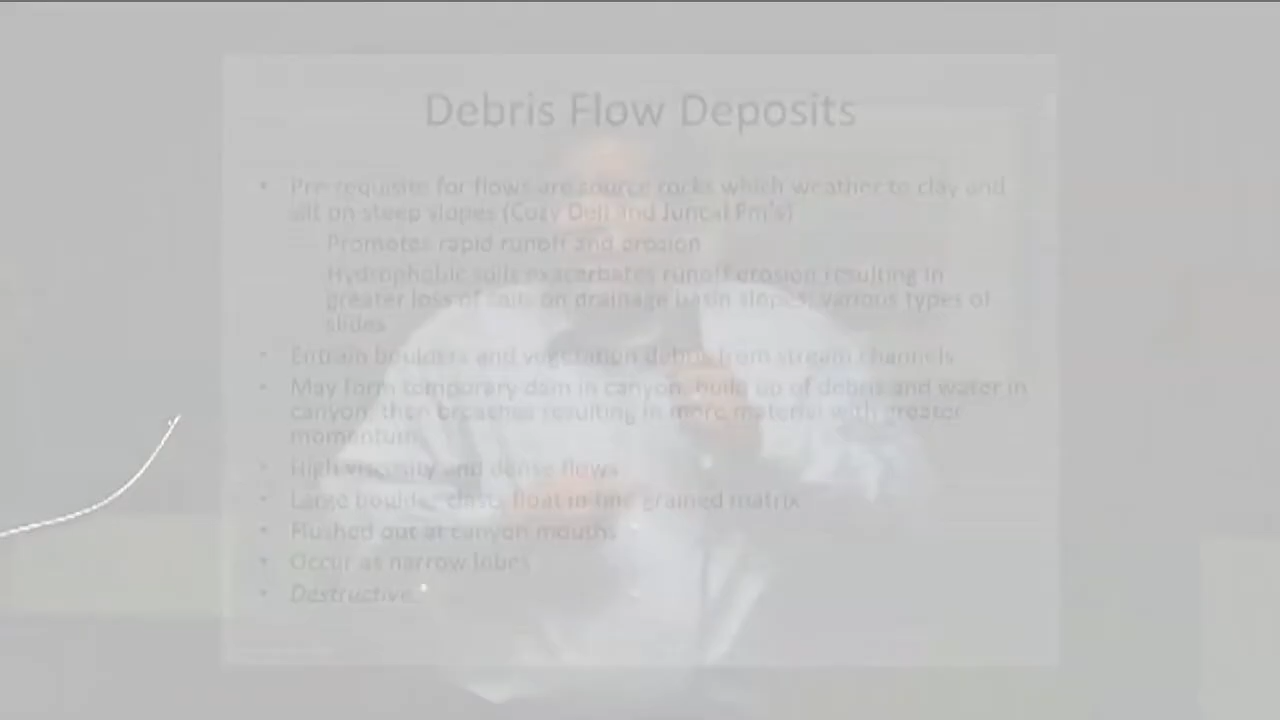 Debris Flow Deposits
• Pre-requisite for flows are source rocks which weather to clay and
silt on steep slopes (Cozy Dell and Juncal Fm's)
Promotes rapid runoff and erosion
Hydrophobic soils exacerbates runoff erosion resulting in
greater loss of soils on drainage basin slopes, various types of
slides
• Entrain boulders and vegetation debris from stream channels
• May form temporary dam in canyon, build up of debris and water in
canyon, then breaches resulting in more material with greater
momentum
• High viscosity and dense flows
• Large boulder clasts float in fine grained matrix
• Flushed out at canyon mouths
• Occur as narrow lobes
• Destructive